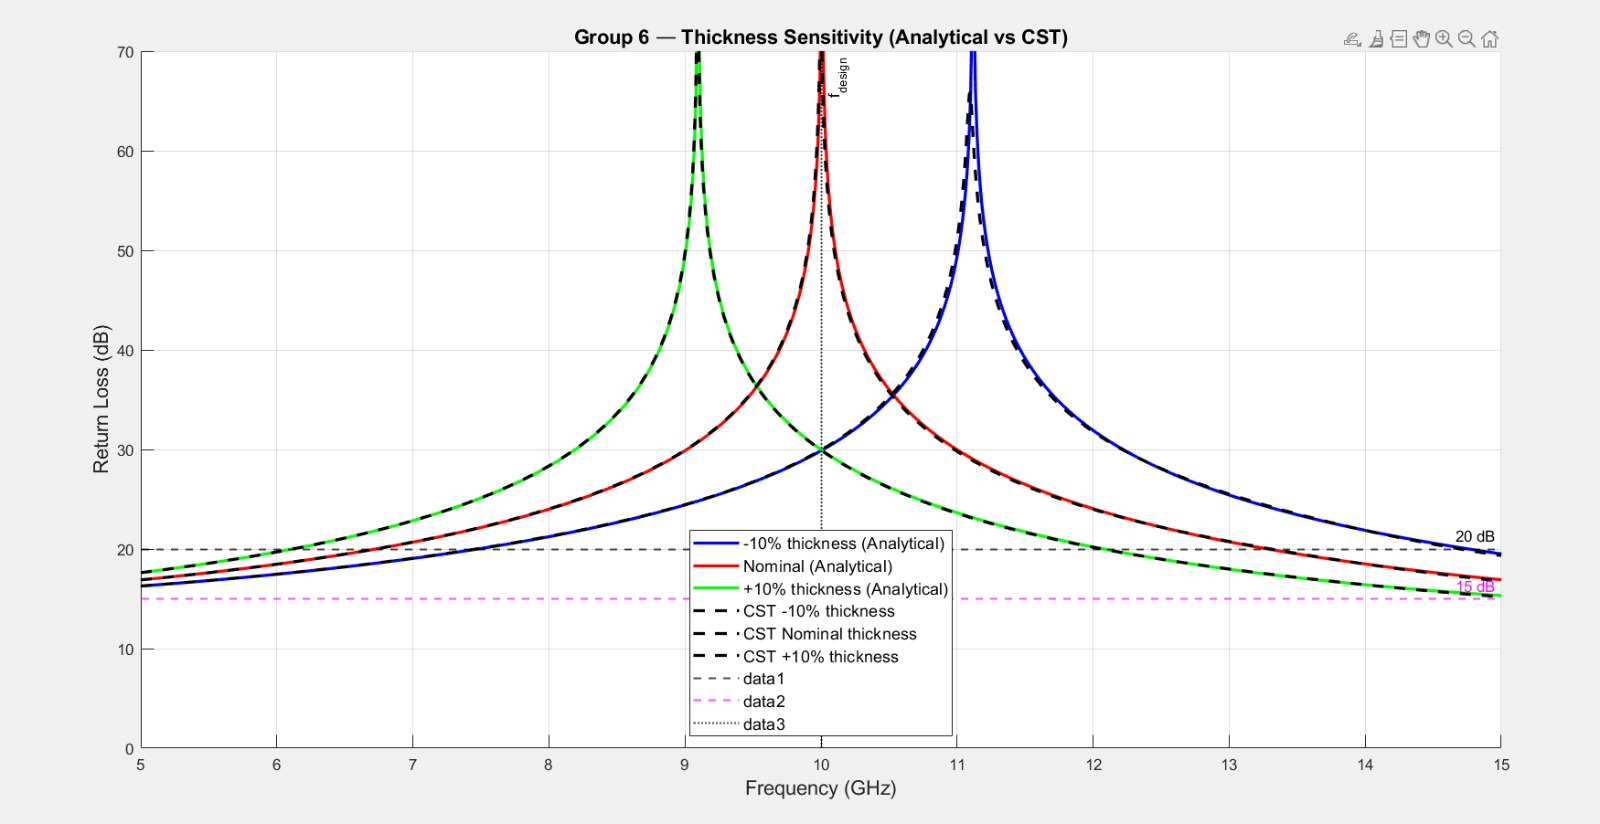 Group 6 — Thickness Sensitivity (Analytical vs CST)
70
60
50
40
30
20
10
0
Return Loss (dB)
f_design
20 dB
15 dB
-10% thickness (Analytical)
Nominal (Analytical)
+10% thickness (Analytical)
CST -10% thickness
CST Nominal thickness
CST +10% thickness
data1
data2
data3
5 6 7 8 9 10 11 12 13 14 15
Frequency (GHz)